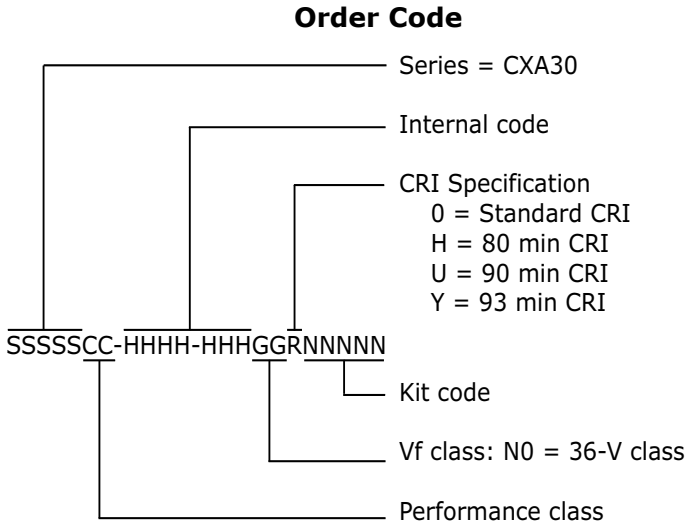 Order Code
Series = CXA30
Internal code
CRI Specification
0 = Standard CRI
H = 80 min CRI
U = 90 min CRI
Y = 93 min CRI
SSSSSCC-HHHH-HHHGGRNNNNN
Kit code
Vf class: N0 = 36-V class
Performance class